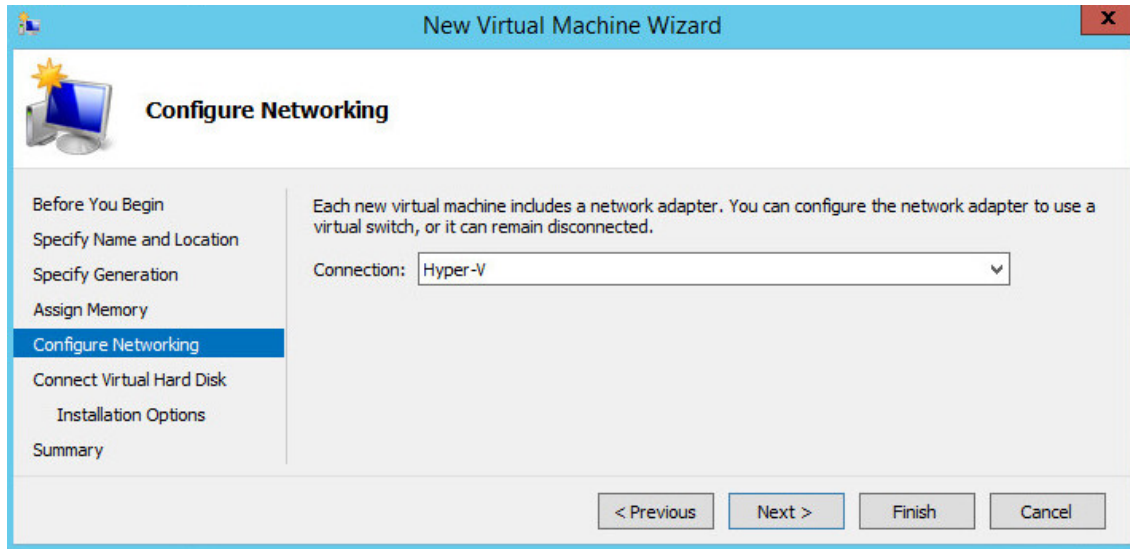 New Virtual Machine Wizard
x
Configure Networking
Before You Begin
Specify Name and Location
Specify Generation
Assign Memory
Configure Networking
Connect Virtual Hard Disk
Installation Options
Summary
Each new virtual machine includes a network adapter. You can configure the network adapter to use a
virtual switch, or it can remain disconnected.
Connection: Hyper-V
< Previous Next > Finish Cancel